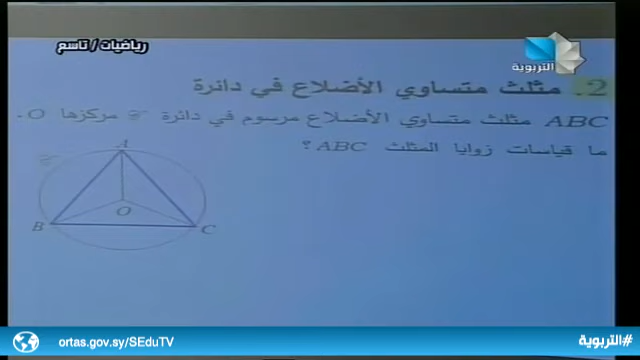 رياضيات / تاسع
التربوية
2. مثلث متساوي الأضلاع في دائرة
ABC مثلث متساوي الأضلاع مرسوم في دائرة 𝒞 مركزها O .
ما قياسات زوايا المثلث ABC ؟
𝒞
A
O
B
C
ortas.gov.sy/SEduTV
#التربوية